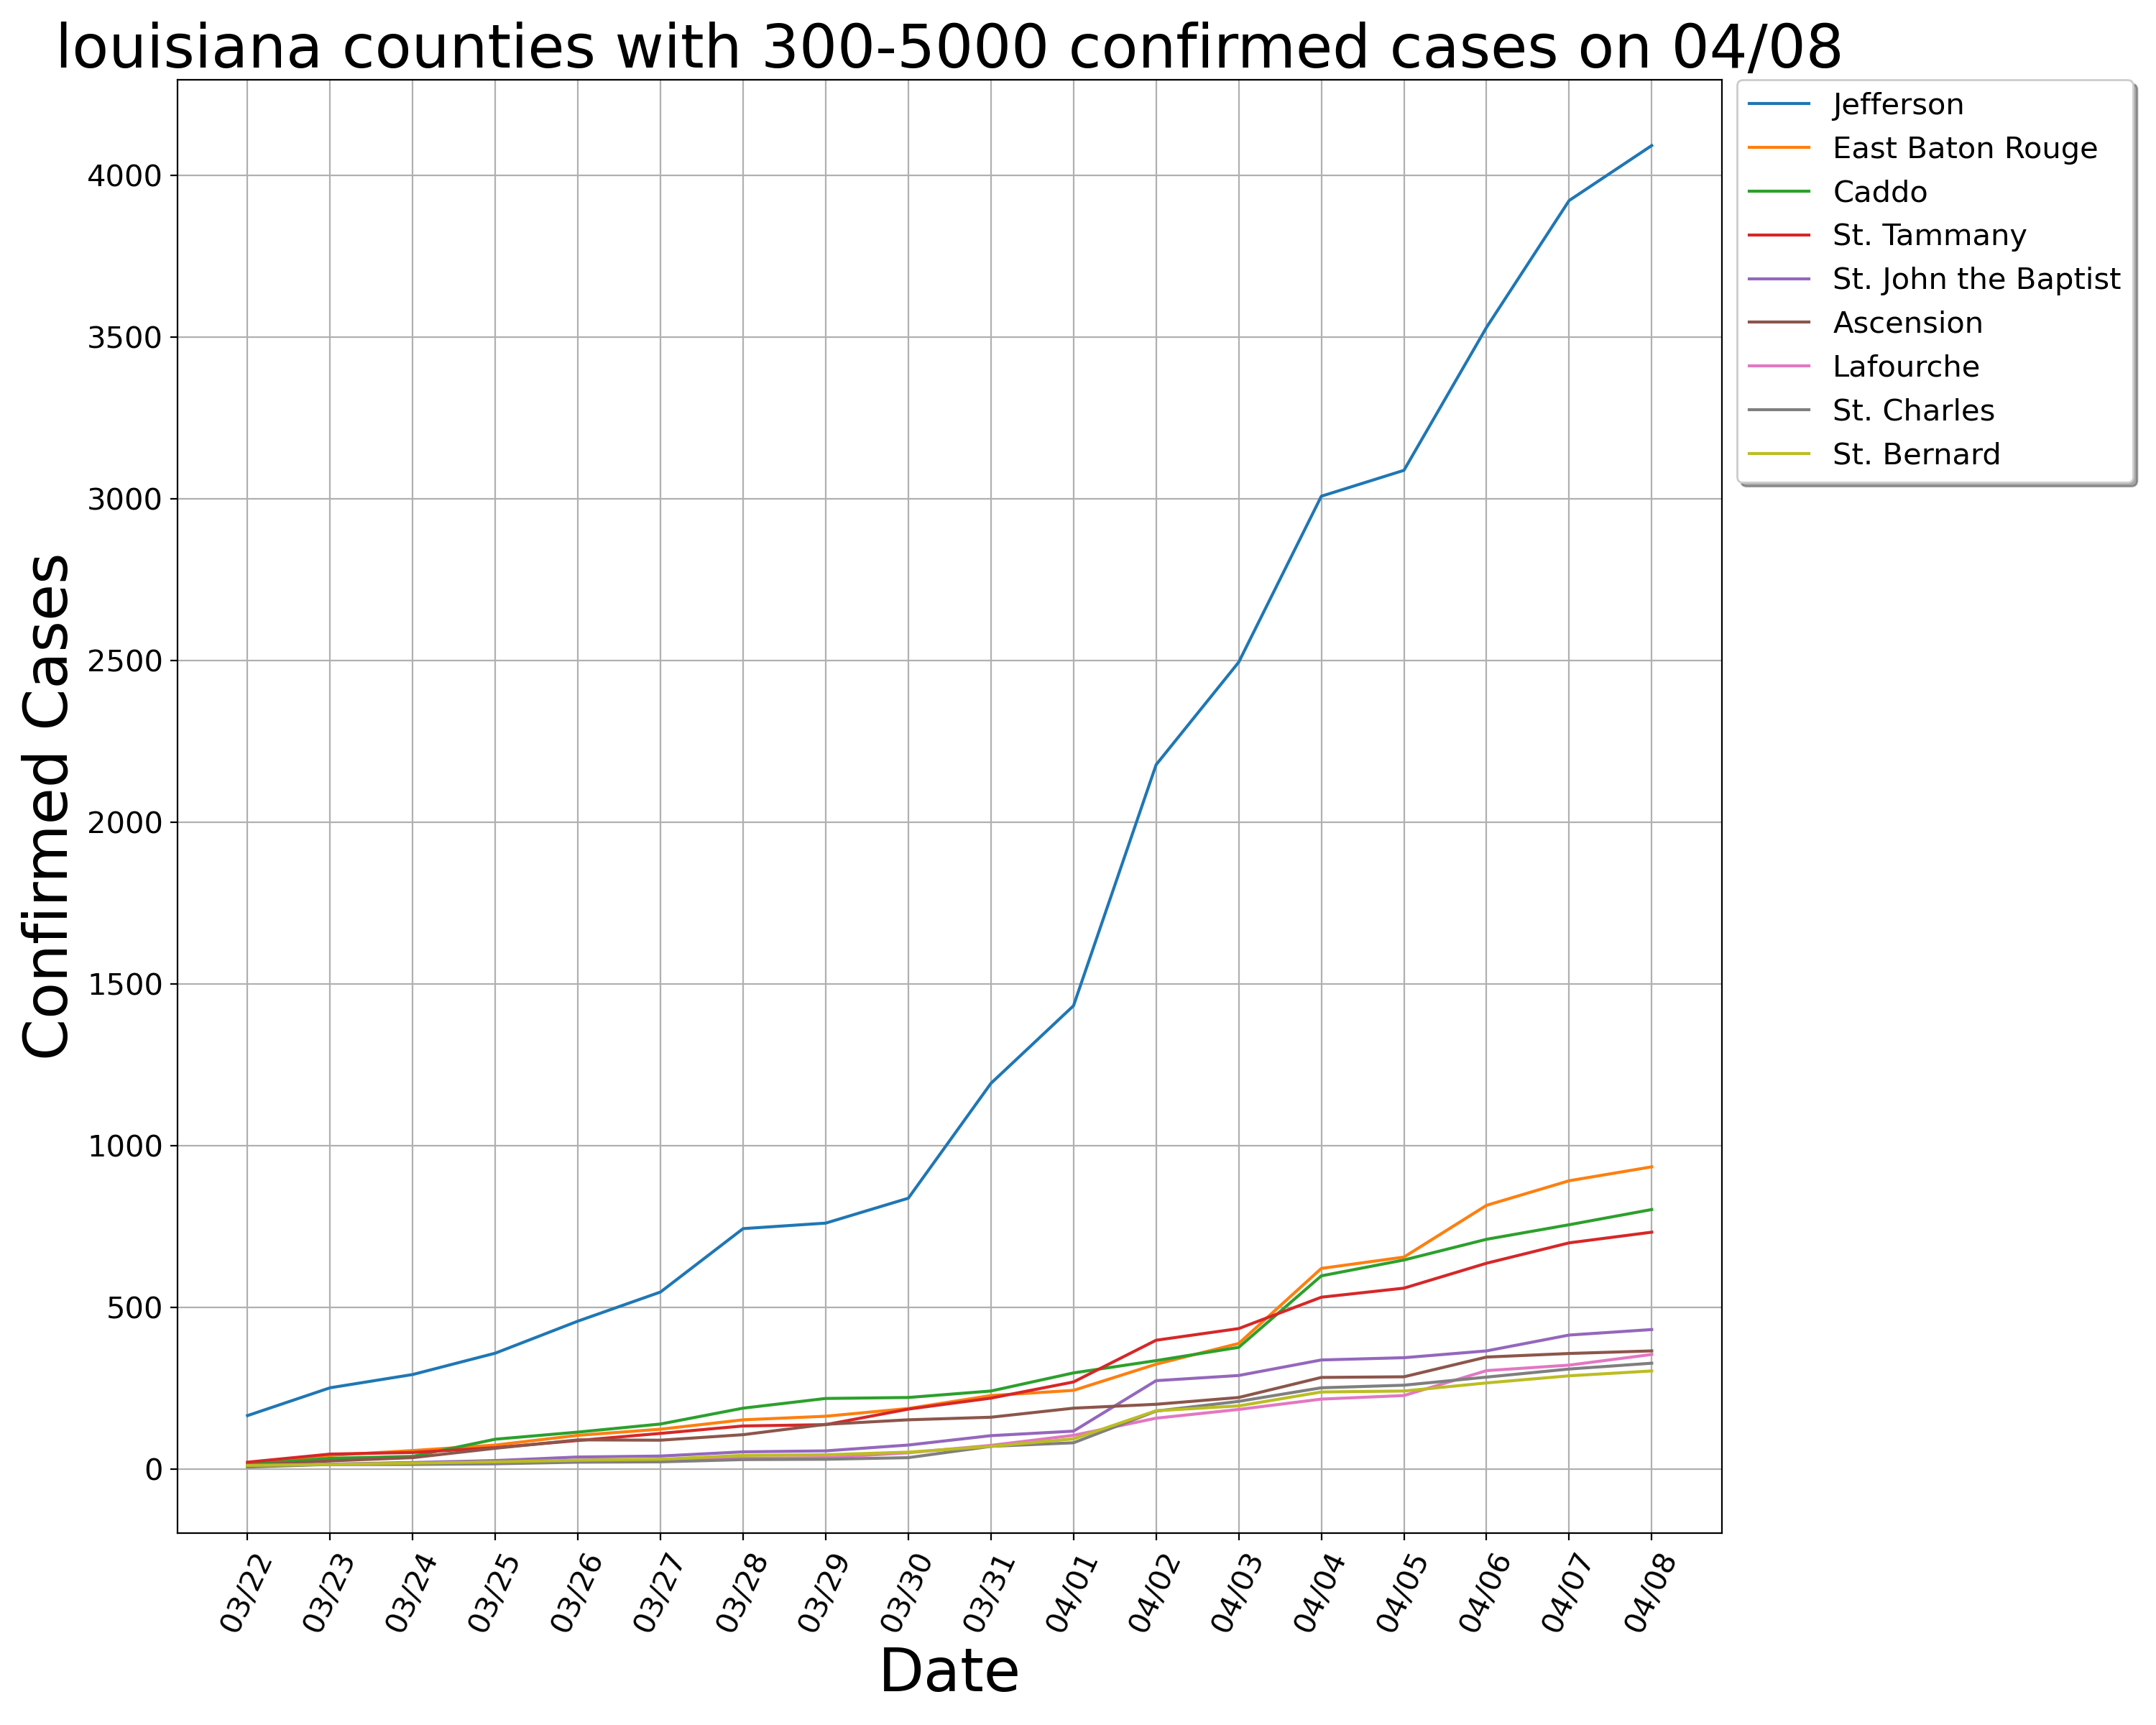 louisiana counties with 300-5000 confirmed cases on 04/08
Jefferson
East Baton Rouge
Caddo
St. Tammany
St. John the Baptist
Ascension
Lafourche
St. Charles
St. Bernard
Confirmed Cases
4000
3500
3000
2500
2000
1500
1000
500
0
03/22
03/23
03/24
03/25
03/26
03/27
03/28
03/29
03/30
03/31
04/01
04/02
04/03
04/04
04/05
04/06
04/07
04/08
Date